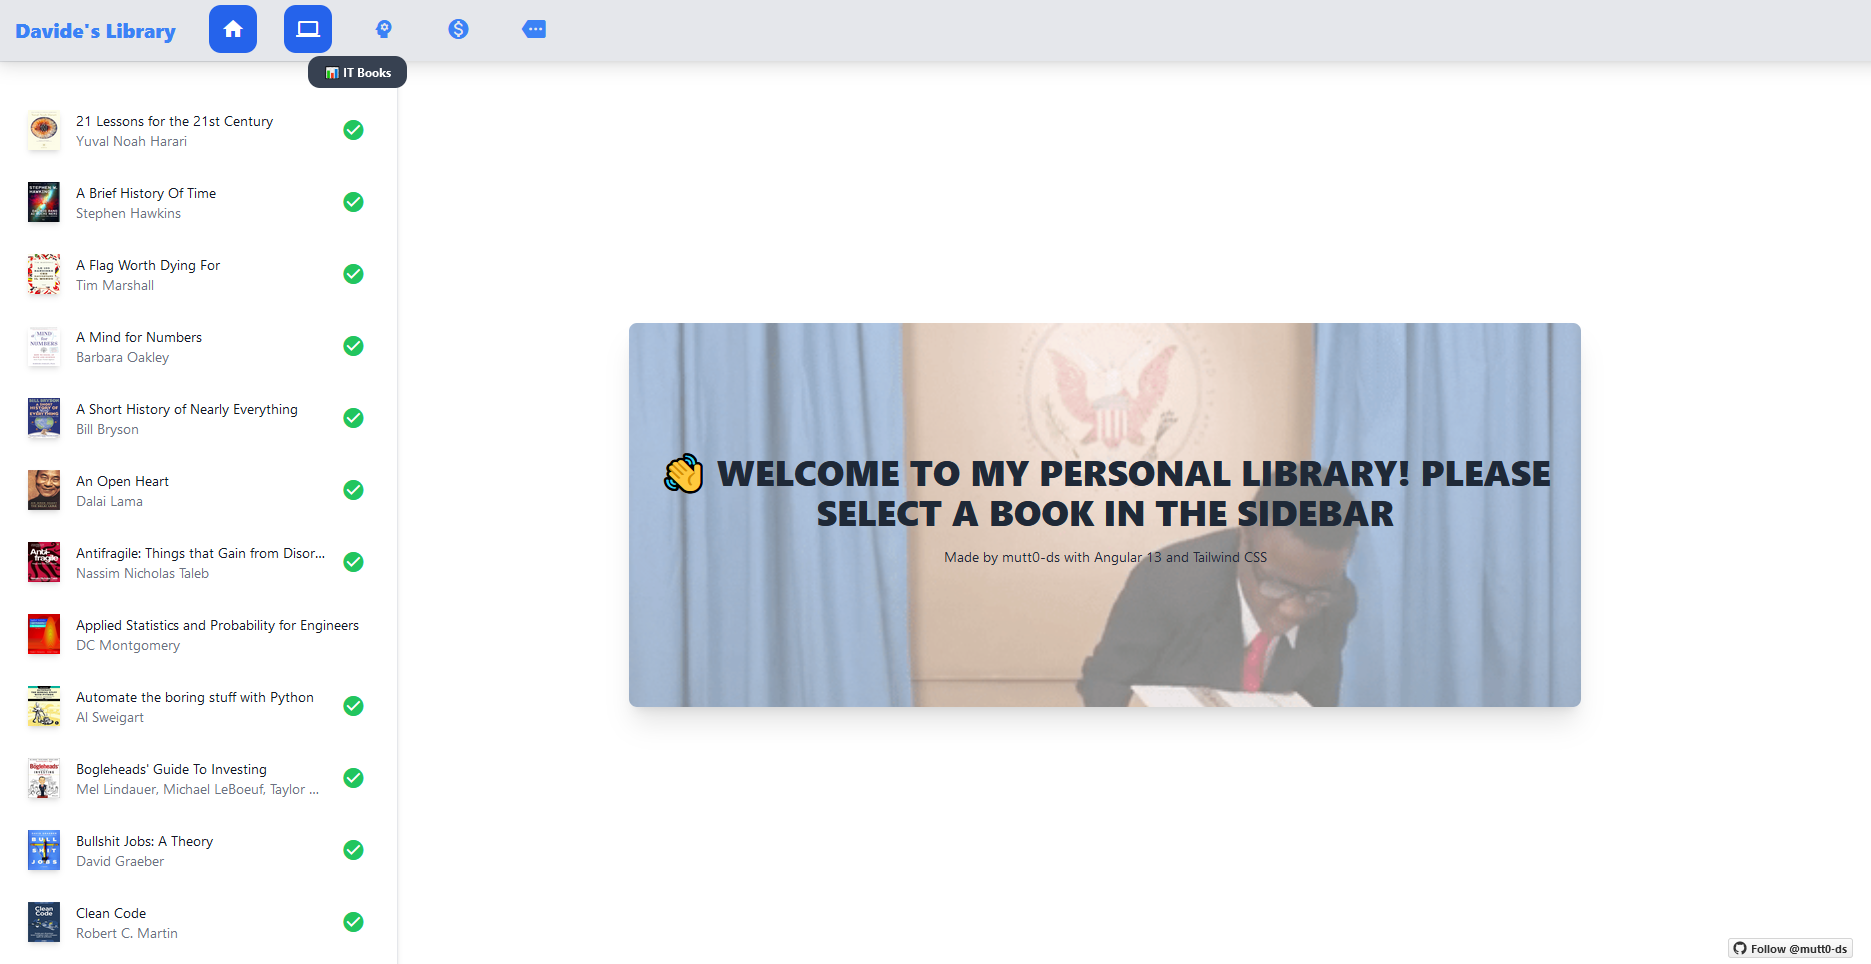 Davide's Library
📊 IT Books
21 Lessons for the 21st Century
Yuval Noah Harari
A Brief History Of Time
Stephen Hawkins
A Flag Worth Dying For
Tim Marshall
A Mind for Numbers
Barbara Oakley
A Short History of Nearly Everything
Bill Bryson
An Open Heart
Dalai Lama
Antifragile: Things that Gain from Disor...
Nassim Nicholas Taleb
Applied Statistics and Probability for Engineers
DC Montgomery
Automate the boring stuff with Python
Al Sweigart
Bogleheads' Guide To Investing
Mel Lindauer, Michael LeBoeuf, Taylor ...
Bullshit Jobs: A Theory
David Graeber
Clean Code
Robert C. Martin
👋 WELCOME TO MY PERSONAL LIBRARY! PLEASE
SELECT A BOOK IN THE SIDEBAR
Made by mutt0-ds with Angular 13 and Tailwind CSS
Follow @mutt0-ds